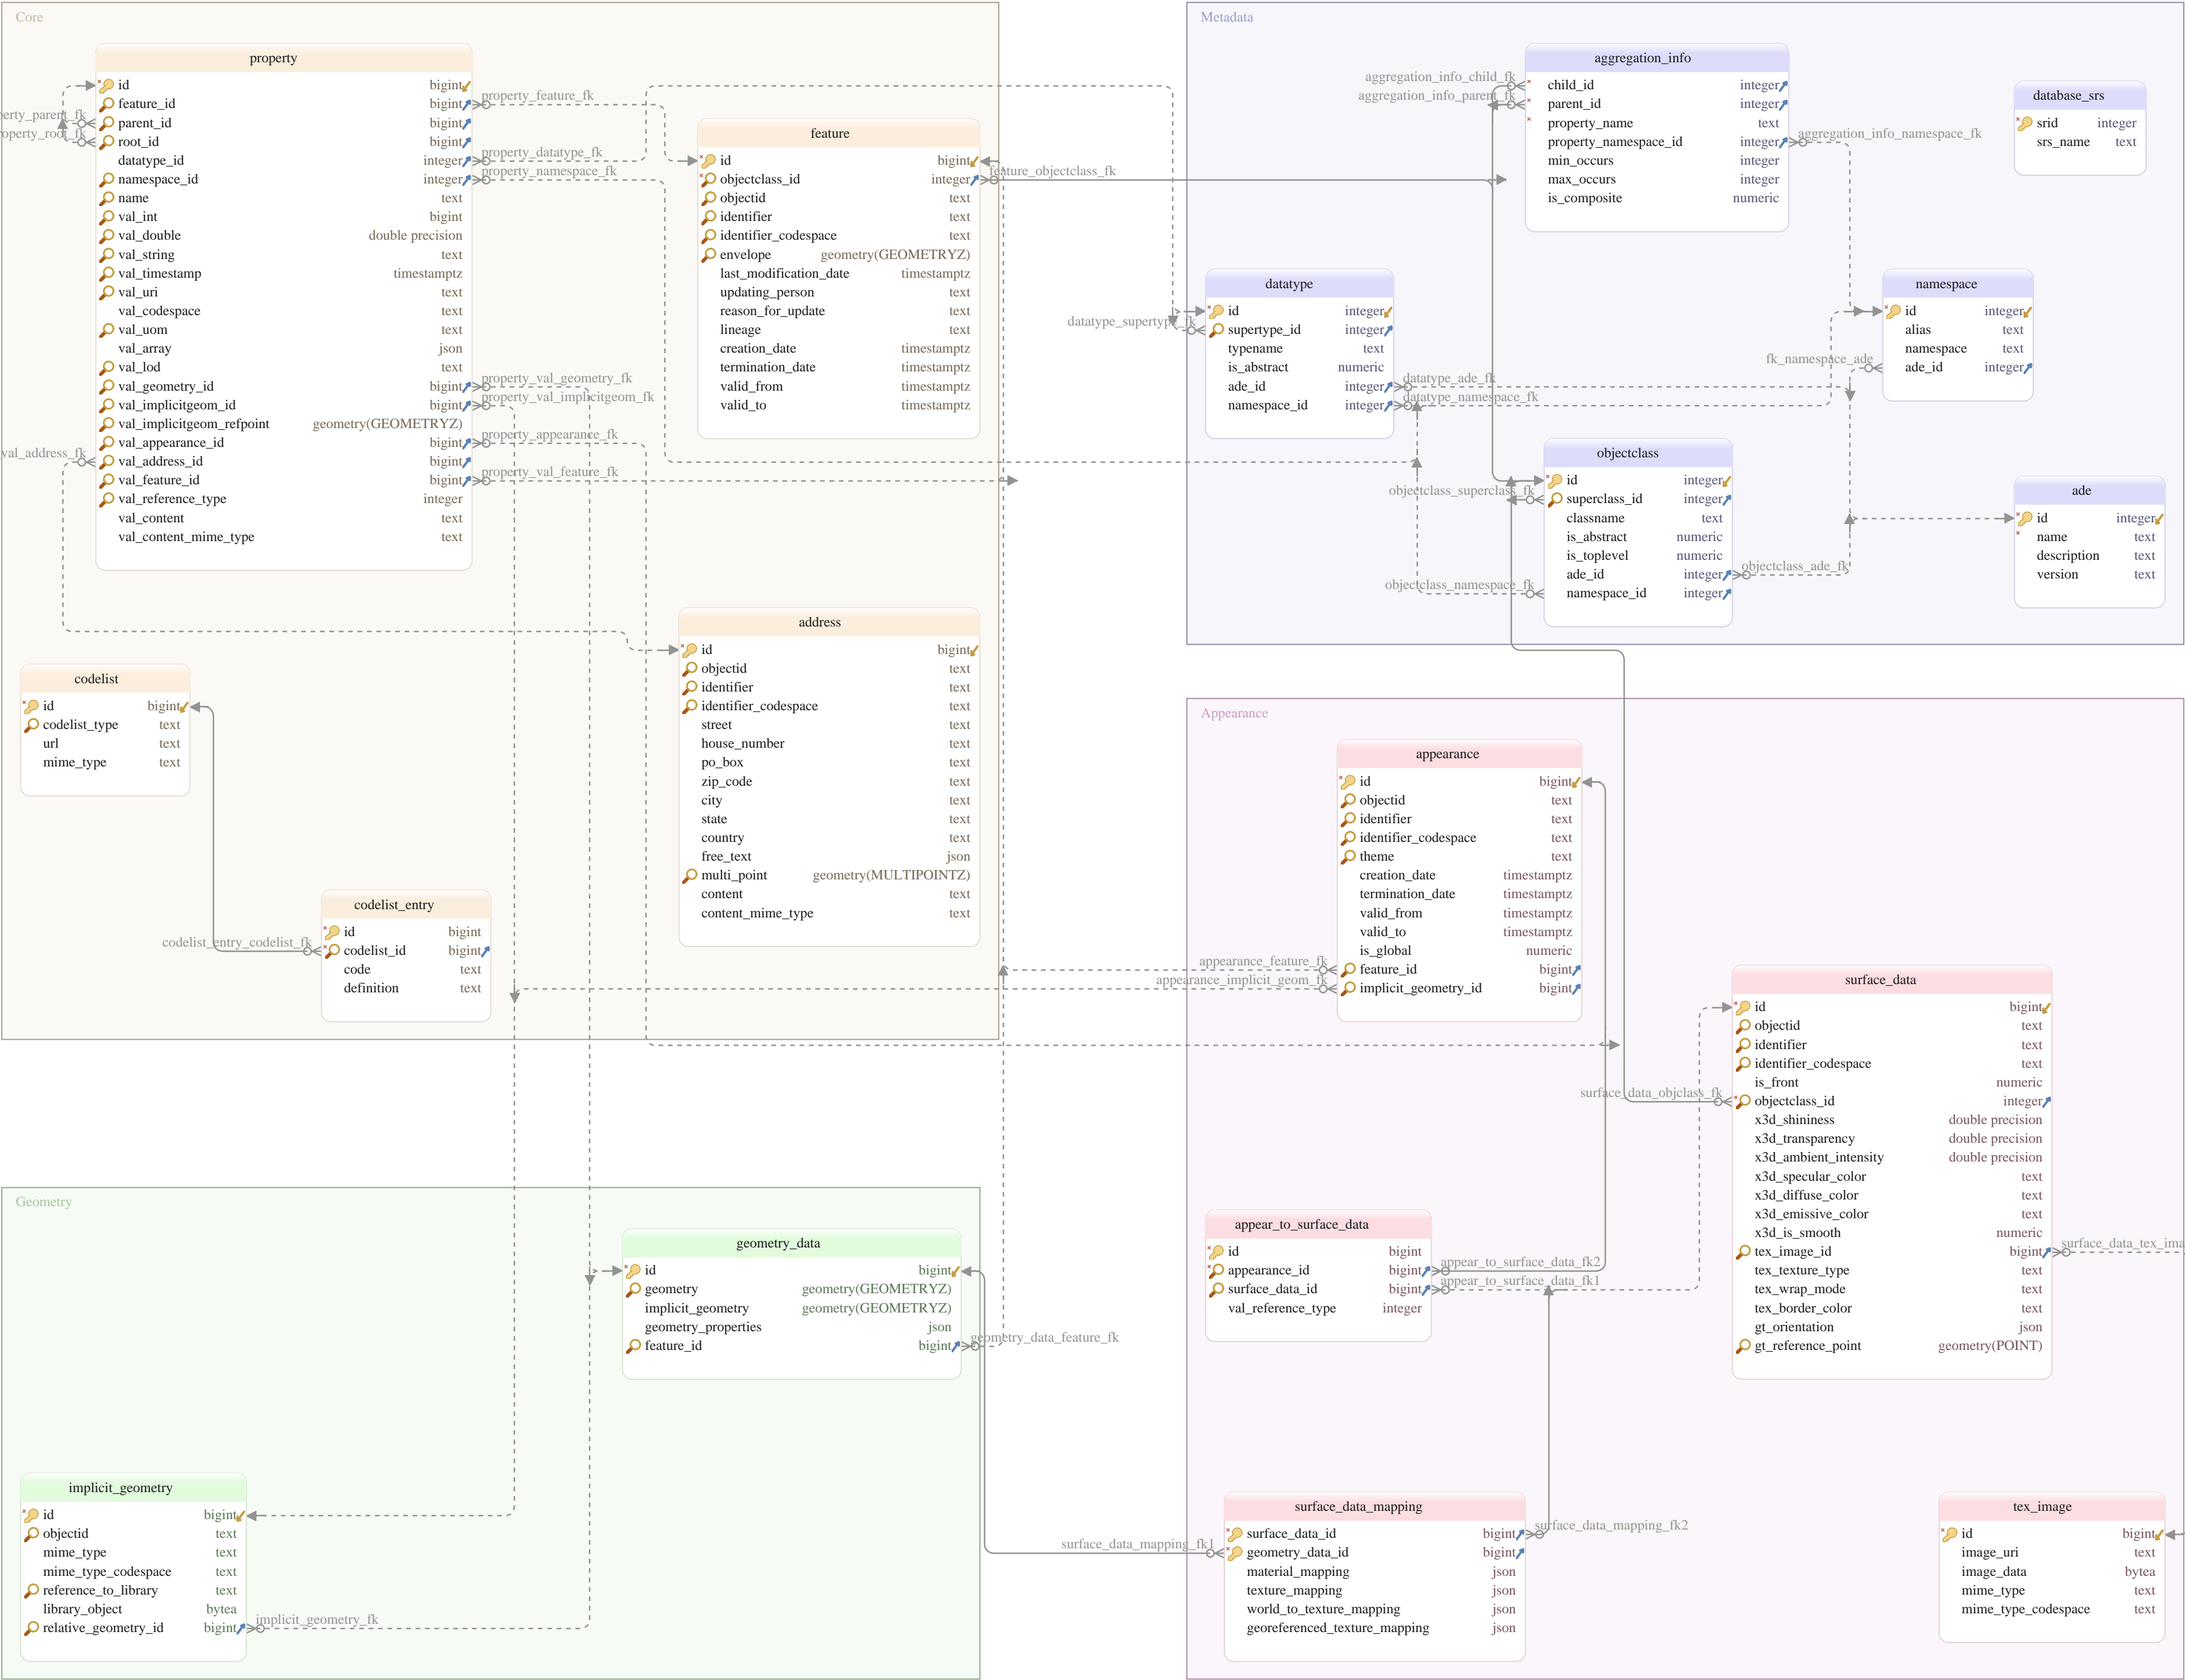 Core
property
id bigint
feature_id bigint
parent_id bigint
root_id bigint
datatype_id integer
namespace_id integer
name text
val_int bigint
val_double double precision
val_string text
val_timestamp timestamptz
val_uri text
val_codespace text
val_uom text
val_array json
val_lod text
val_geometry_id bigint
val_implicitgeom_id bigint
val_implicitgeom_refpoint geometry(GEOMETRYZ)
val_appearance_id bigint
val_address_id bigint
val_feature_id bigint
val_reference_type integer
val_content text
val_content_mime_type text
erty_parent_fk
operty_root_fk
val_address_fk
property_feature_fk
property_datatype_fk
property_namespace_fk
property_val_geometry_fk
property_val_implicitgeom_fk
property_appearance_fk
property_val_feature_fk
feature
id bigint
objectclass_id integer
objectid text
identifier text
identifier_codespace text
envelope geometry(GEOMETRYZ)
last_modification_date timestamptz
updating_person text
reason_for_update text
lineage text
creation_date timestamptz
termination_date timestamptz
valid_from timestamptz
valid_to timestamptz
feature_objectclass_fk
address
id bigint
objectid text
identifier text
identifier_codespace text
street text
house_number text
po_box text
zip_code text
city text
state text
country text
free_text json
multi_point geometry(MULTIPOINTZ)
content text
content_mime_type text
codelist
id bigint
codelist_type text
url text
mime_type text
codelist_entry
id bigint
codelist_id bigint
code text
definition text
codelist_entry_codelist_fk
Metadata
aggregation_info
child_id integer
parent_id integer
property_name text
property_namespace_id integer
min_occurs integer
max_occurs integer
is_composite numeric
aggregation_info_child_fk
aggregation_info_parent_fk
aggregation_info_namespace_fk
database_srs
srid integer
srs_name text
datatype
id integer
supertype_id integer
typename text
is_abstract numeric
ade_id integer
namespace_id integer
datatype_supertype_fk
datatype_ade_fk
datatype_namespace_fk
namespace
id integer
alias text
namespace text
ade_id integer
fk_namespace_ade
objectclass
id integer
superclass_id integer
classname text
is_abstract numeric
is_toplevel numeric
ade_id integer
namespace_id integer
objectclass_superclass_fk
objectclass_namespace_fk
objectclass_ade_fk
ade
id integer
name text
description text
version text
Appearance
appearance
id bigint
objectid text
identifier text
identifier_codespace text
theme text
creation_date timestamptz
termination_date timestamptz
valid_from timestamptz
valid_to timestamptz
is_global numeric
feature_id bigint
implicit_geometry_id bigint
appearance_feature_fk
appearance_implicit_geom_fk
surface_data
id bigint
objectid text
identifier text
identifier_codespace text
is_front numeric
objectclass_id integer
x3d_shininess double precision
x3d_transparency double precision
x3d_ambient_intensity double precision
x3d_specular_color text
x3d_diffuse_color text
x3d_emissive_color text
x3d_is_smooth numeric
tex_image_id bigint
tex_texture_type text
tex_wrap_mode text
tex_border_color text
gt_orientation json
gt_reference_point geometry(POINT)
surface_data_objclass_fk
surface_data_tex_ima
appear_to_surface_data
id bigint
appearance_id bigint
surface_data_id bigint
val_reference_type integer
appear_to_surface_data_fk2
appear_to_surface_data_fk1
surface_data_mapping
surface_data_id bigint
geometry_data_id bigint
material_mapping json
texture_mapping json
world_to_texture_mapping json
georeferenced_texture_mapping json
surface_data_mapping_fk2
surface_data_mapping_fk1
tex_image
id bigint
image_uri text
image_data bytea
mime_type text
mime_type_codespace text
Geometry
geometry_data
id bigint
geometry geometry(GEOMETRYZ)
implicit_geometry geometry(GEOMETRYZ)
geometry_properties json
feature_id bigint
geometry_data_feature_fk
implicit_geometry
id bigint
objectid text
mime_type text
mime_type_codespace text
reference_to_library text
library_object bytea
relative_geometry_id bigint
implicit_geometry_fk